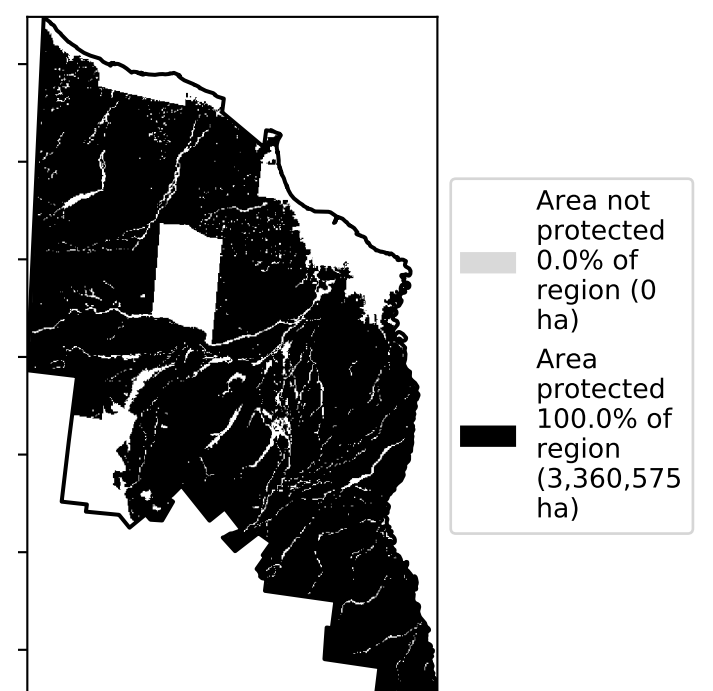 Area not
protected
0.0% of
region (0
ha)
Area
protected
100.0% of
region
(3,360,575
ha)